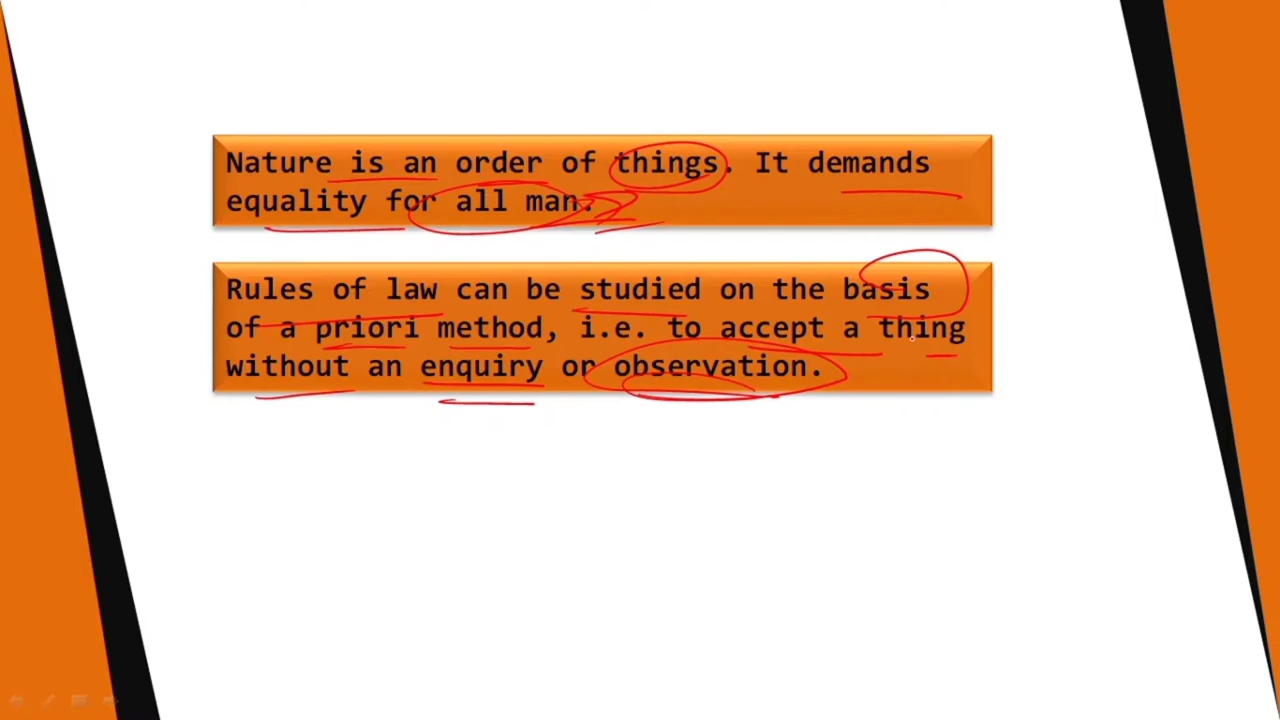 Nature is an order of things. It demands
equality for all man.
Rules of law can be studied on the basis
of a priori method, i.e. to accept a thing
without an enquiry or observation.